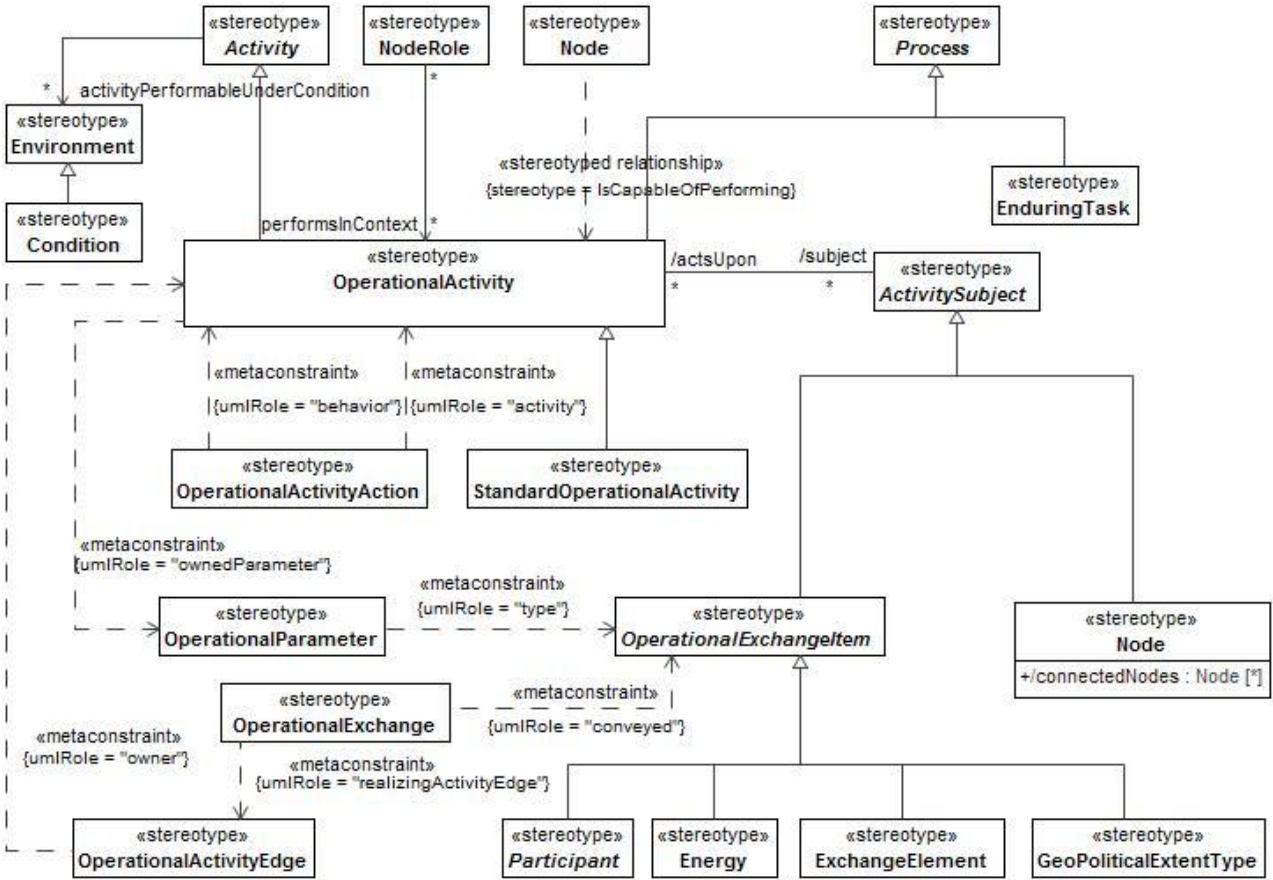 «stereotype»
Activity
«stereotype»
NodeRole
«stereotype»
Node
«stereotype»
Process
*
activityPerformableUnderCondition
*
«stereotype»
Environment
«stereotyped relationship»
{stereotype = IsCapableOfPerforming}
«stereotype»
EnduringTask
«stereotype»
Condition
performsInContext
*
«stereotype»
OperationalActivity
/actsUpon
*
/subject
*
«stereotype»
ActivitySubject
«metaconstraint»
{umlRole = "behavior"}
«metaconstraint»
{umlRole = "activity"}
«stereotype»
OperationalActivityAction
«stereotype»
StandardOperationalActivity
«metaconstraint»
{umlRole = "ownedParameter"}
«metaconstraint»
{umlRole = "type"}
«stereotype»
OperationalParameter
«stereotype»
OperationalExchangeItem
«stereotype»
Node
+/connectedNodes : Node [*]
«stereotype»
OperationalExchange
«metaconstraint»
{umlRole = "conveyed"}
«metaconstraint»
{umlRole = "owner"}
«metaconstraint»
{umlRole = "realizingActivityEdge"}
«stereotype»
OperationalActivityEdge
«stereotype»
Participant
«stereotype»
Energy
«stereotype»
ExchangeElement
«stereotype»
GeoPoliticalExtentType